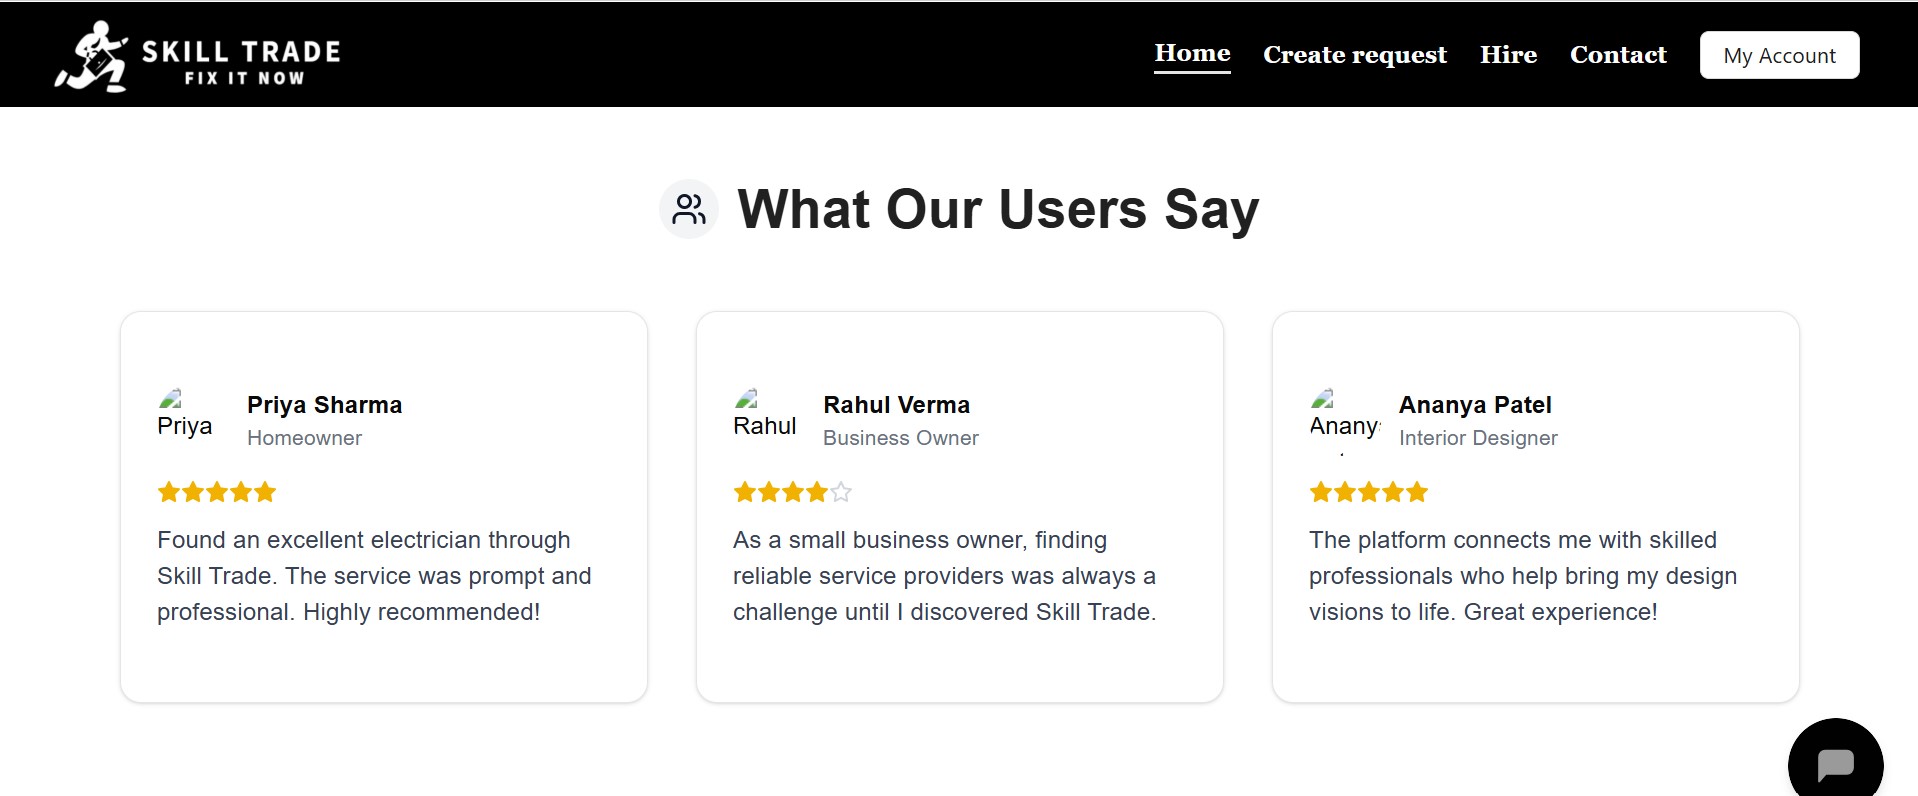 SKILL TRADE
FIX IT NOW
Home
Create request
Hire
Contact
My Account
What Our Users Say
Priya
Priya Sharma
Homeowner
Found an excellent electrician through
Skill Trade. The service was prompt and
professional. Highly recommended!
Rahul
Rahul Verma
Business Owner
As a small business owner, finding
reliable service providers was always a
challenge until I discovered Skill Trade.
Ananya Patel
Interior Designer
The platform connects me with skilled
professionals who help bring my design
visions to life. Great experience!